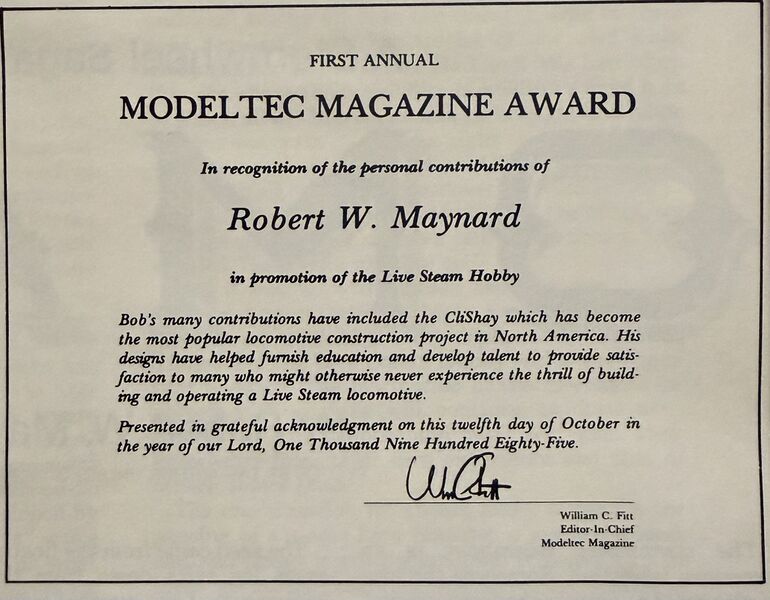 FIRST ANNUAL
MODELTEC MAGAZINE AWARD
In recognition of the personal contributions of
Robert W. Maynard
in promotion of the Live Steam Hobby
Bob's many contributions have included the CliShay which has become
the most popular locomotive construction project in North America. His
designs have helped furnish education and develop talent to provide satis-
faction to many who might otherwise never experience the thrill of build-
ing and operating a Live Steam locomotive.
Presented in grateful acknowledgment on this twelfth day of October in
the year of our Lord, One Thousand Nine Hundred Eighty-Five.
William C. Fitt
Editor-In-Chief
Modeltec Magazine